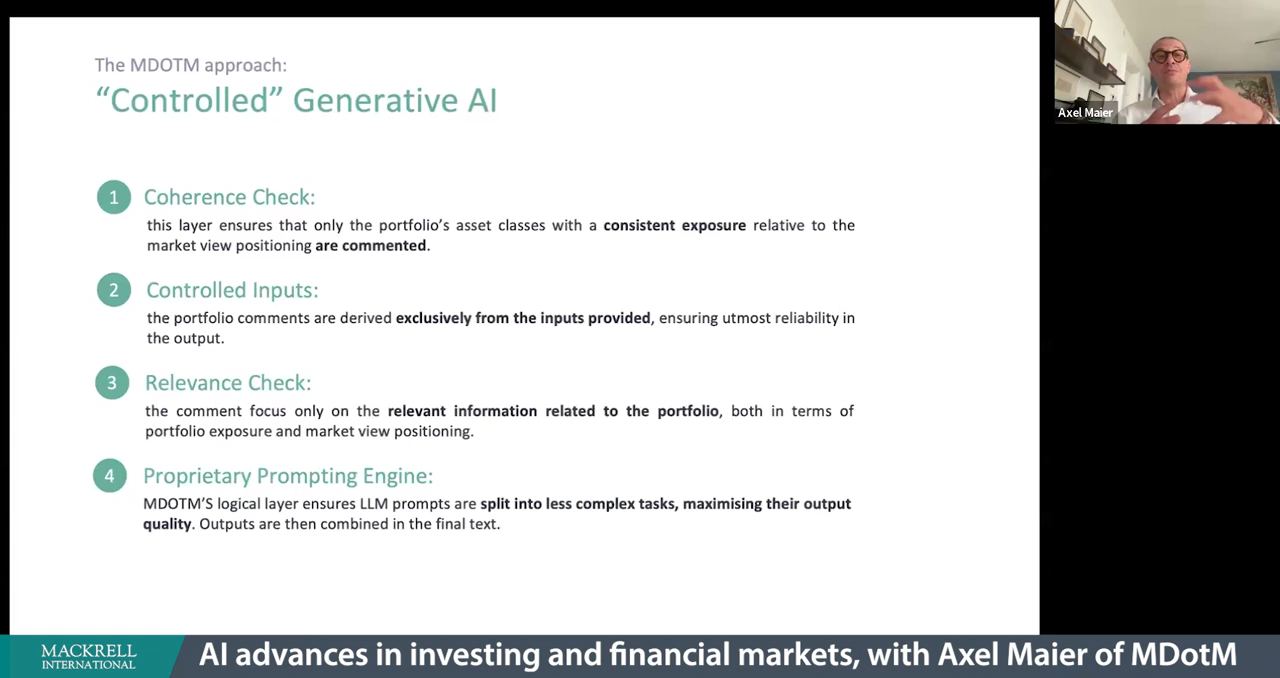 The MDOTM approach:
“Controlled” Generative AI
Axel Maier
1
Coherence Check:
this layer ensures that only the portfolio’s asset classes with a consistent exposure relative to the
market view positioning are commented.
2
Controlled Inputs:
the portfolio comments are derived exclusively from the inputs provided, ensuring utmost reliability in
the output.
3
Relevance Check:
the comment focus only on the relevant information related to the portfolio, both in terms of
portfolio exposure and market view positioning.
4
Proprietary Prompting Engine:
MDOTM’S logical layer ensures LLM prompts are split into less complex tasks, maximising their output
quality. Outputs are then combined in the final text.
MACKRELL
INTERNATIONAL
AI advances in investing and financial markets, with Axel Maier of MDotM